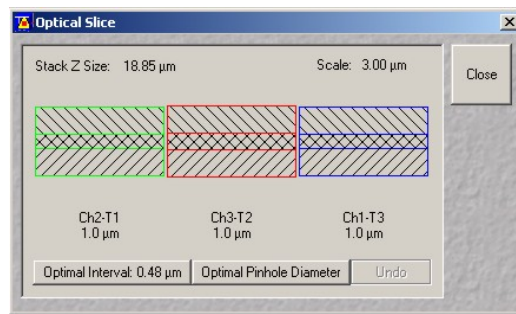 Optical Slice
Stack Z Size: 18.85 µm Scale: 3.00 µm
Close
Ch2-T1 Ch3-T2 Ch1-T3
1.0 µm 1.0 µm 1.0 µm
Optimal Interval: 0.48 µm Optimal Pinhole Diameter Undo